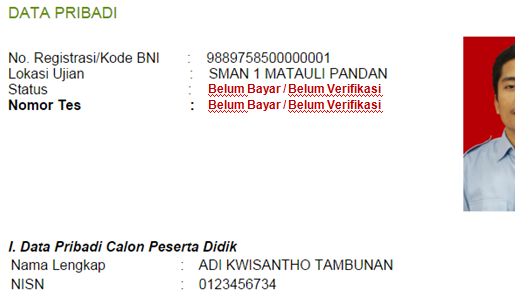 DATA PRIBADI
No. Registrasi/Kode BNI : 9889758500000001
Lokasi Ujian : SMAN 1 MATAULI PANDAN
Status : Belum Bayar / Belum Verifikasi
Nomor Tes : Belum Bayar / Belum Verifikasi
I. Data Pribadi Calon Peserta Didik
Nama Lengkap : ADI KWISANTHO TAMBUNAN
NISN : 0123456734